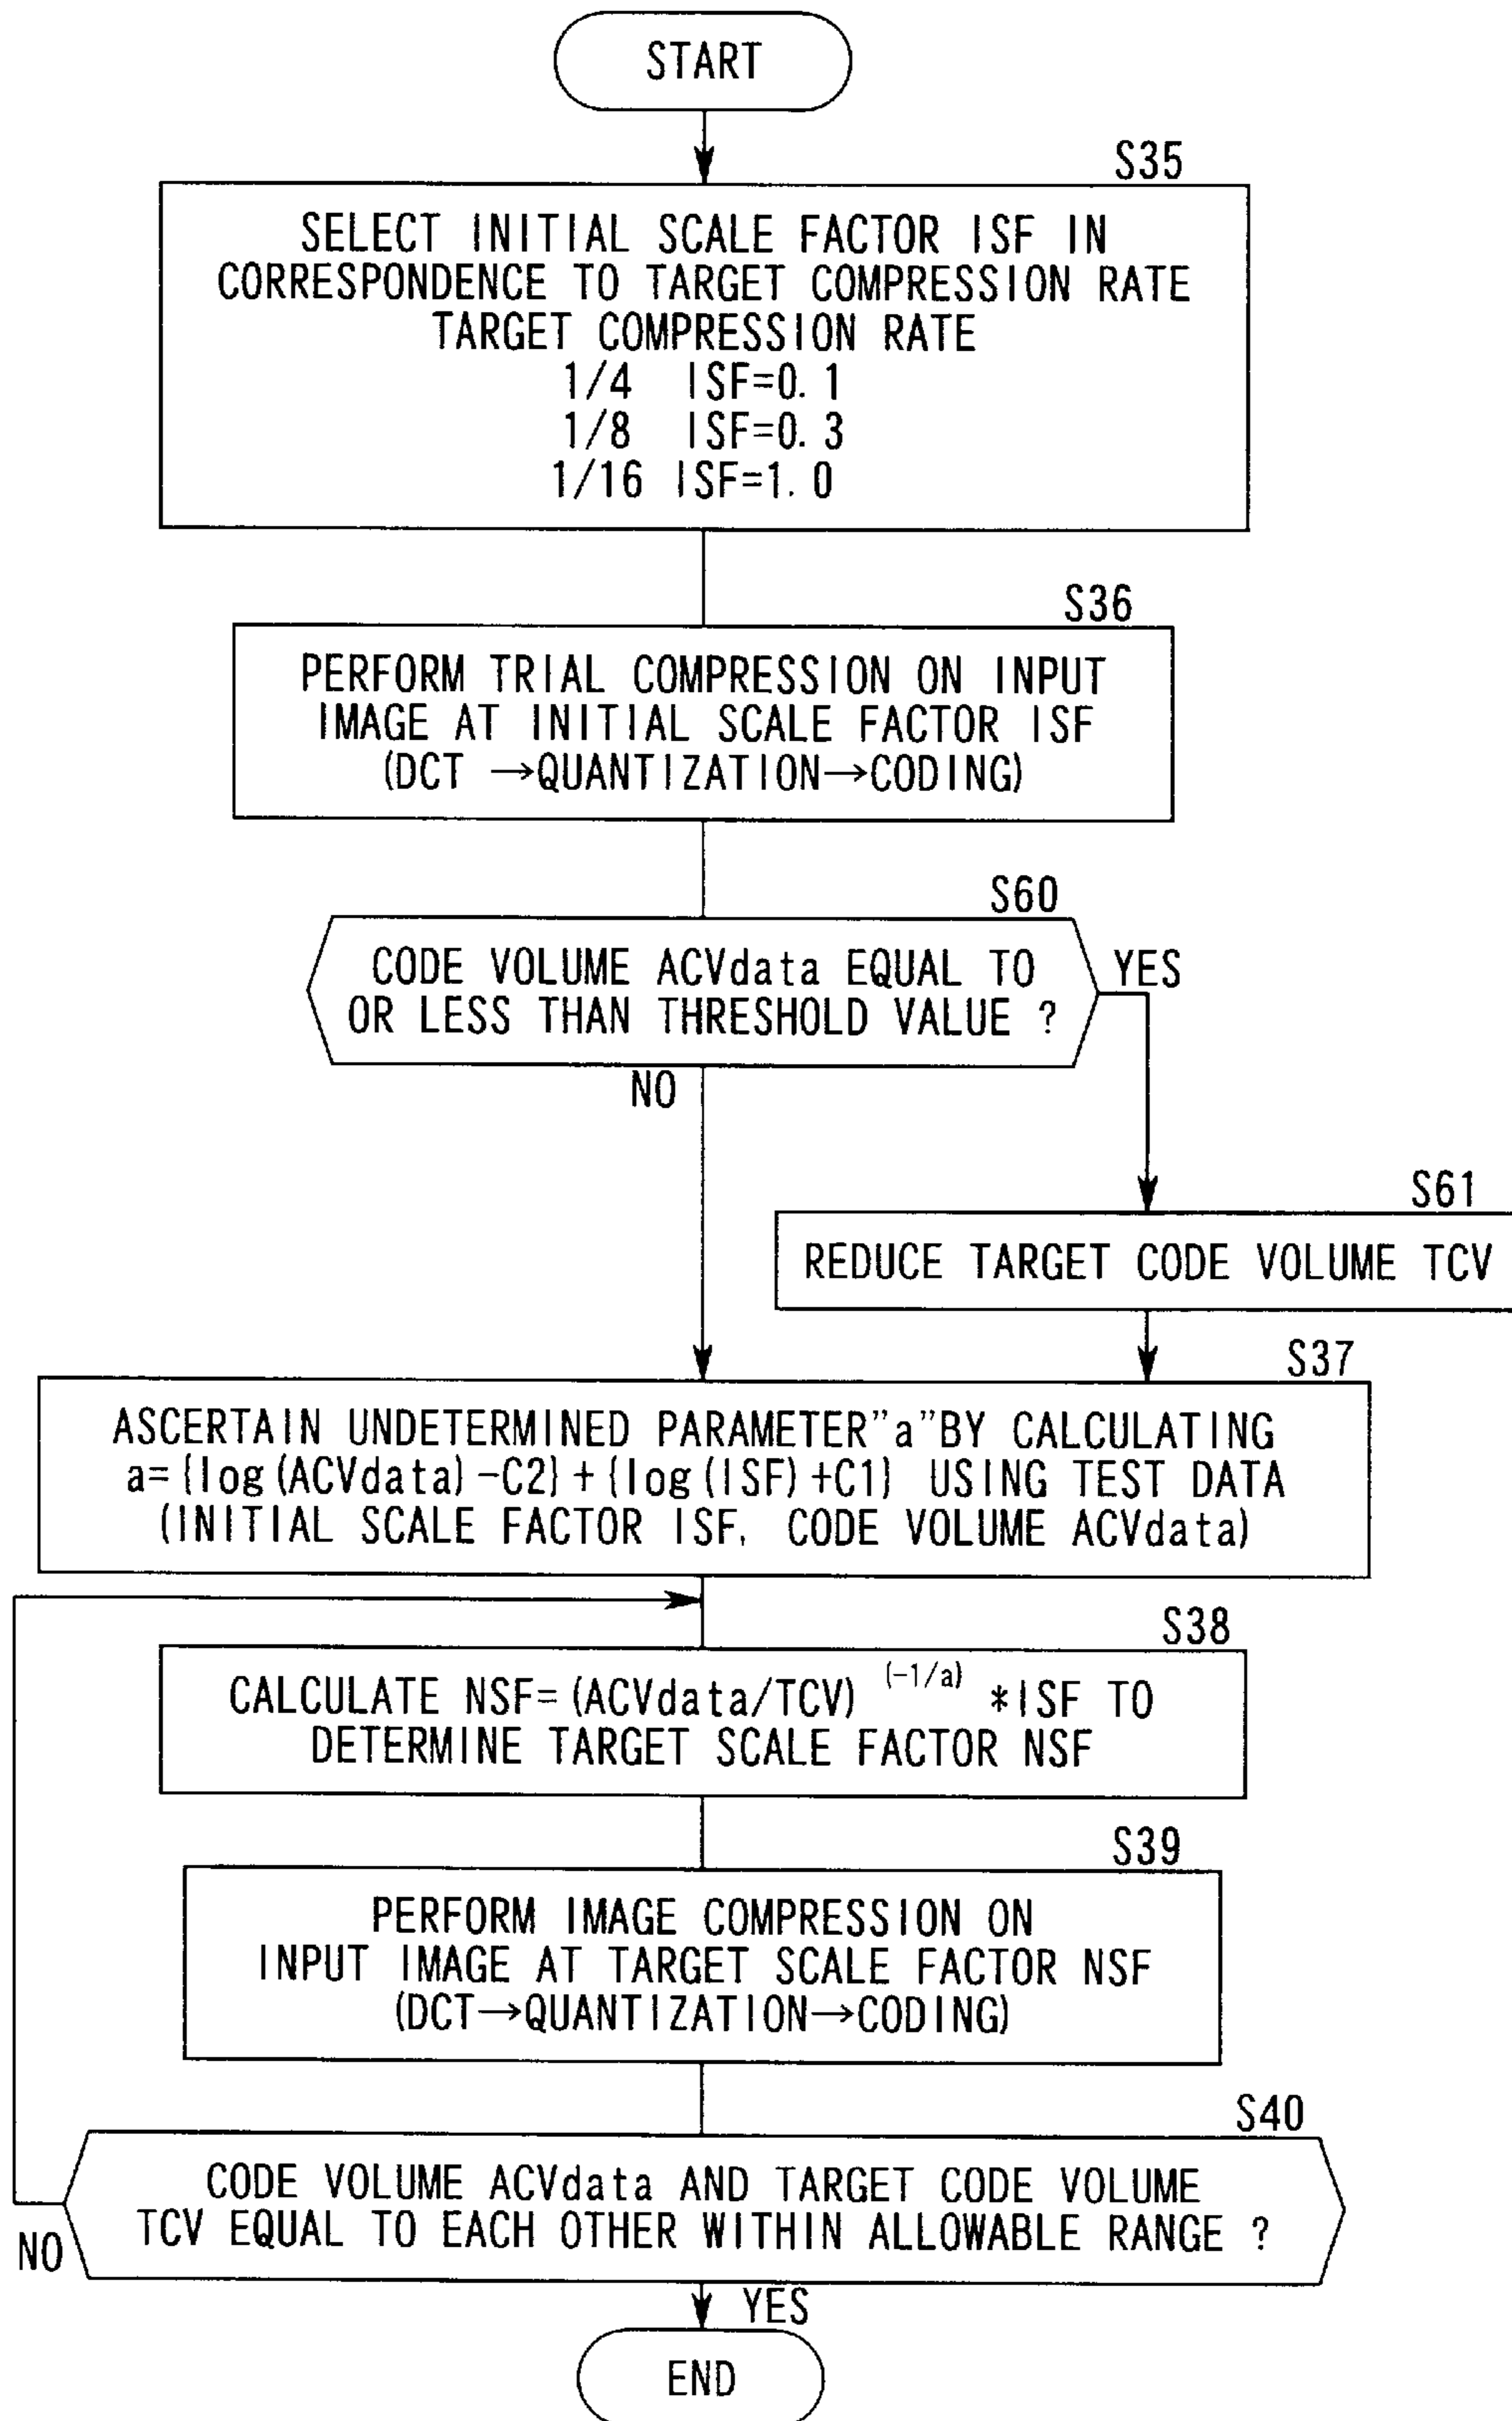 START
S35
SELECT INITIAL SCALE FACTOR ISF IN
CORRESPONDENCE TO TARGET COMPRESSION RATE
TARGET COMPRESSION RATE
1/4 ISF=0.1
1/8 ISF=0.3
1/16 ISF=1.0
S36
PERFORM TRIAL COMPRESSION ON INPUT
IMAGE AT INITIAL SCALE FACTOR ISF
(DCT →QUANTIZATION→CODING)
S60
CODE VOLUME ACVdata EQUAL TO
OR LESS THAN THRESHOLD VALUE ?
YES
NO
S61
REDUCE TARGET CODE VOLUME TCV
S37
ASCERTAIN UNDETERMINED PARAMETER"a"BY CALCULATING
a={log(ACVdata)-C2}+{log(ISF)+C1} USING TEST DATA
(INITIAL SCALE FACTOR ISF, CODE VOLUME ACVdata)
S38
CALCULATE NSF=(ACVdata/TCV) (-1/a) *ISF TO
DETERMINE TARGET SCALE FACTOR NSF
S39
PERFORM IMAGE COMPRESSION ON
INPUT IMAGE AT TARGET SCALE FACTOR NSF
(DCT→QUANTIZATION→CODING)
S40
CODE VOLUME ACVdata AND TARGET CODE VOLUME
TCV EQUAL TO EACH OTHER WITHIN ALLOWABLE RANGE ?
NO
YES
END